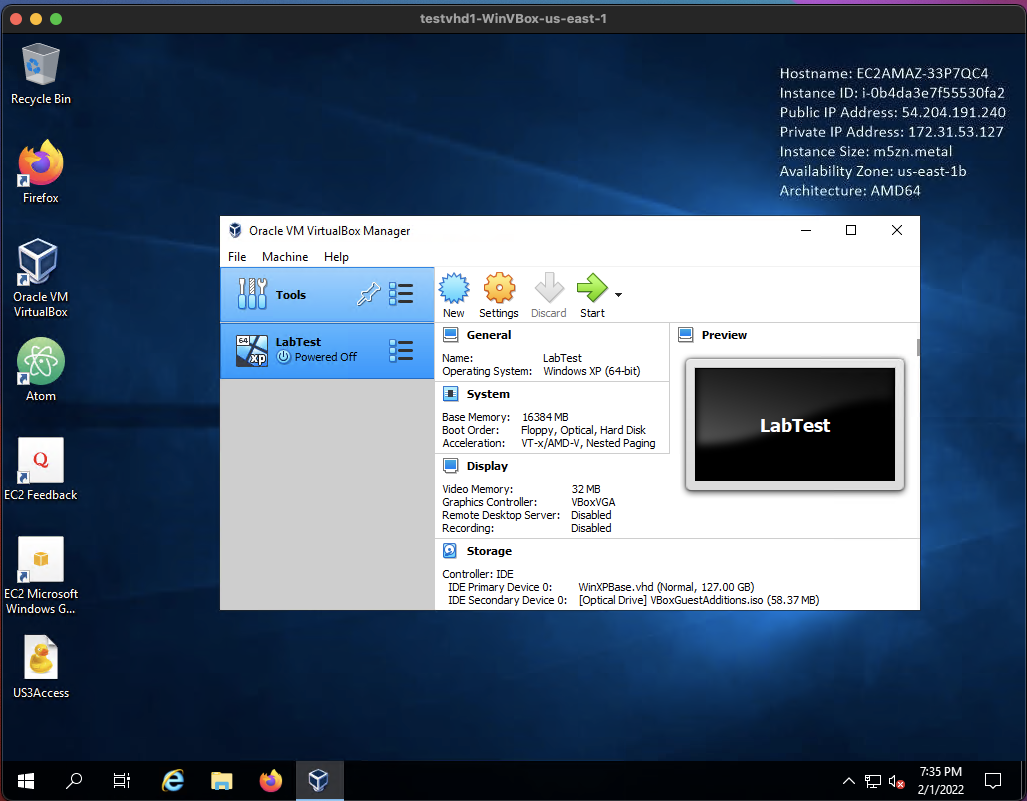 testvhd1-WinVBox-us-east-1
Recycle Bin
Firefox
Oracle VM
VirtualBox
Atom
Q
EC2 Feedback
EC2 Microsoft
Windows G...
US3Access
Hostname: EC2AMAZ-33P7QC4
Instance ID: i-0b4da3e7f55530fa2
Public IP Address: 54.204.191.240
Private IP Address: 172.31.53.127
Instance Size: m5zn.metal
Availability Zone: us-east-1b
Architecture: AMD64
Oracle VM VirtualBox Manager
File Machine Help
Tools
64
xp
LabTest
Powered Off
New Settings Discard Start
General
Name: LabTest
Operating System: Windows XP (64-bit)
System
Base Memory: 16384 MB
Boot Order: Floppy, Optical, Hard Disk
Acceleration: VT-x/AMD-V, Nested Paging
Display
Video Memory: 32 MB
Graphics Controller: VBoxVGA
Remote Desktop Server: Disabled
Recording: Disabled
Storage
Controller: IDE
IDE Primary Device 0: WinXPBase.vhd (Normal, 127.00 GB)
IDE Secondary Device 0: [Optical Drive] VBoxGuestAdditions.iso (58.37 MB)
Preview
LabTest
7:35 PM
2/1/2022